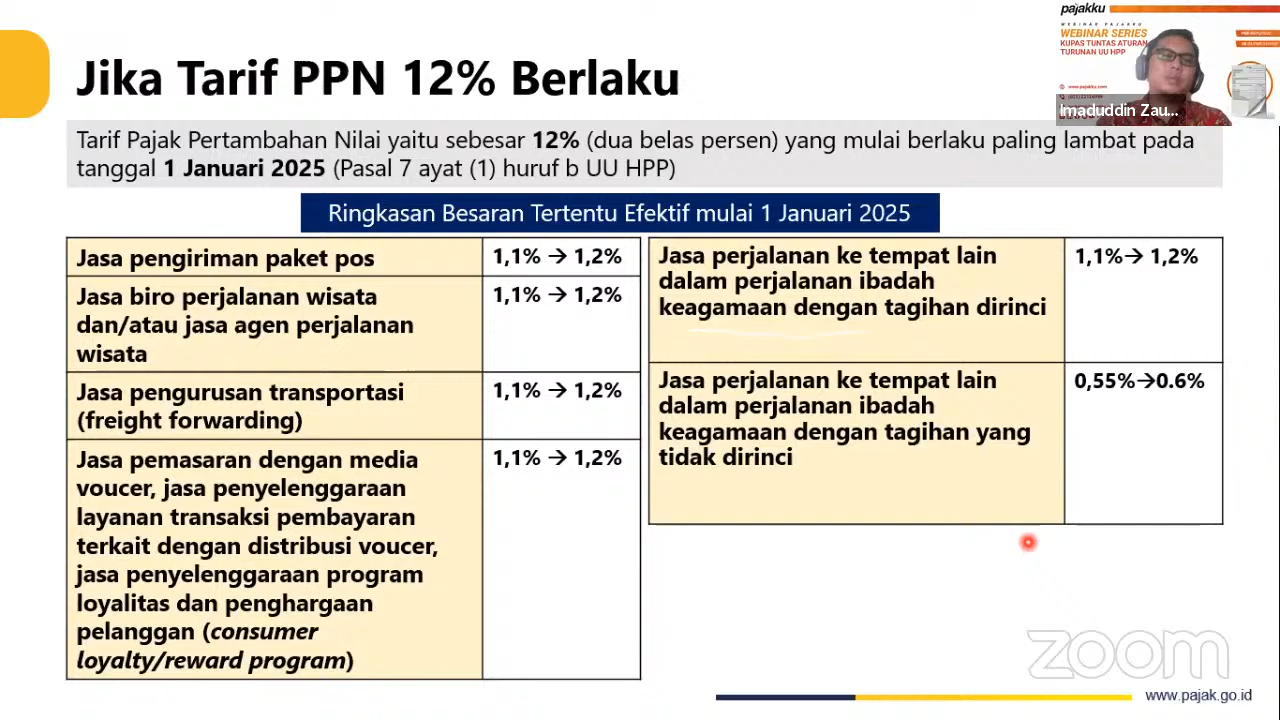 pajakku
WEBINAR PAJAKKU
WEBINAR SERIES
KUPAS TUNTAS ATURAN
TURUNAN UU HPP
www.pajakku.com
Imaduddin Zau...
Jika Tarif PPN 12% Berlaku
Tarif Pajak Pertambahan Nilai yaitu sebesar 12% (dua belas persen) yang mulai berlaku paling lambat pada
tanggal 1 Januari 2025 (Pasal 7 ayat (1) huruf b UU HPP)
Ringkasan Besaran Tertentu Efektif mulai 1 Januari 2025
Jasa pengiriman paket pos
1,1% → 1,2%
Jasa biro perjalanan wisata
dan/atau jasa agen perjalanan
wisata
1,1% → 1,2%
Jasa pengurusan transportasi
(freight forwarding)
1,1% → 1,2%
Jasa pemasaran dengan media
voucer, jasa penyelenggaraan
layanan transaksi pembayaran
terkait dengan distribusi voucer,
jasa penyelenggaraan program
loyalitas dan penghargaan
pelanggan (consumer
loyalty/reward program)
1,1% → 1,2%
Jasa perjalanan ke tempat lain
dalam perjalanan ibadah
keagamaan dengan tagihan dirinci
1,1%→ 1,2%
Jasa perjalanan ke tempat lain
dalam perjalanan ibadah
keagamaan dengan tagihan yang
tidak dirinci
0,55%→0.6%
zoom
www.pajak.go.id